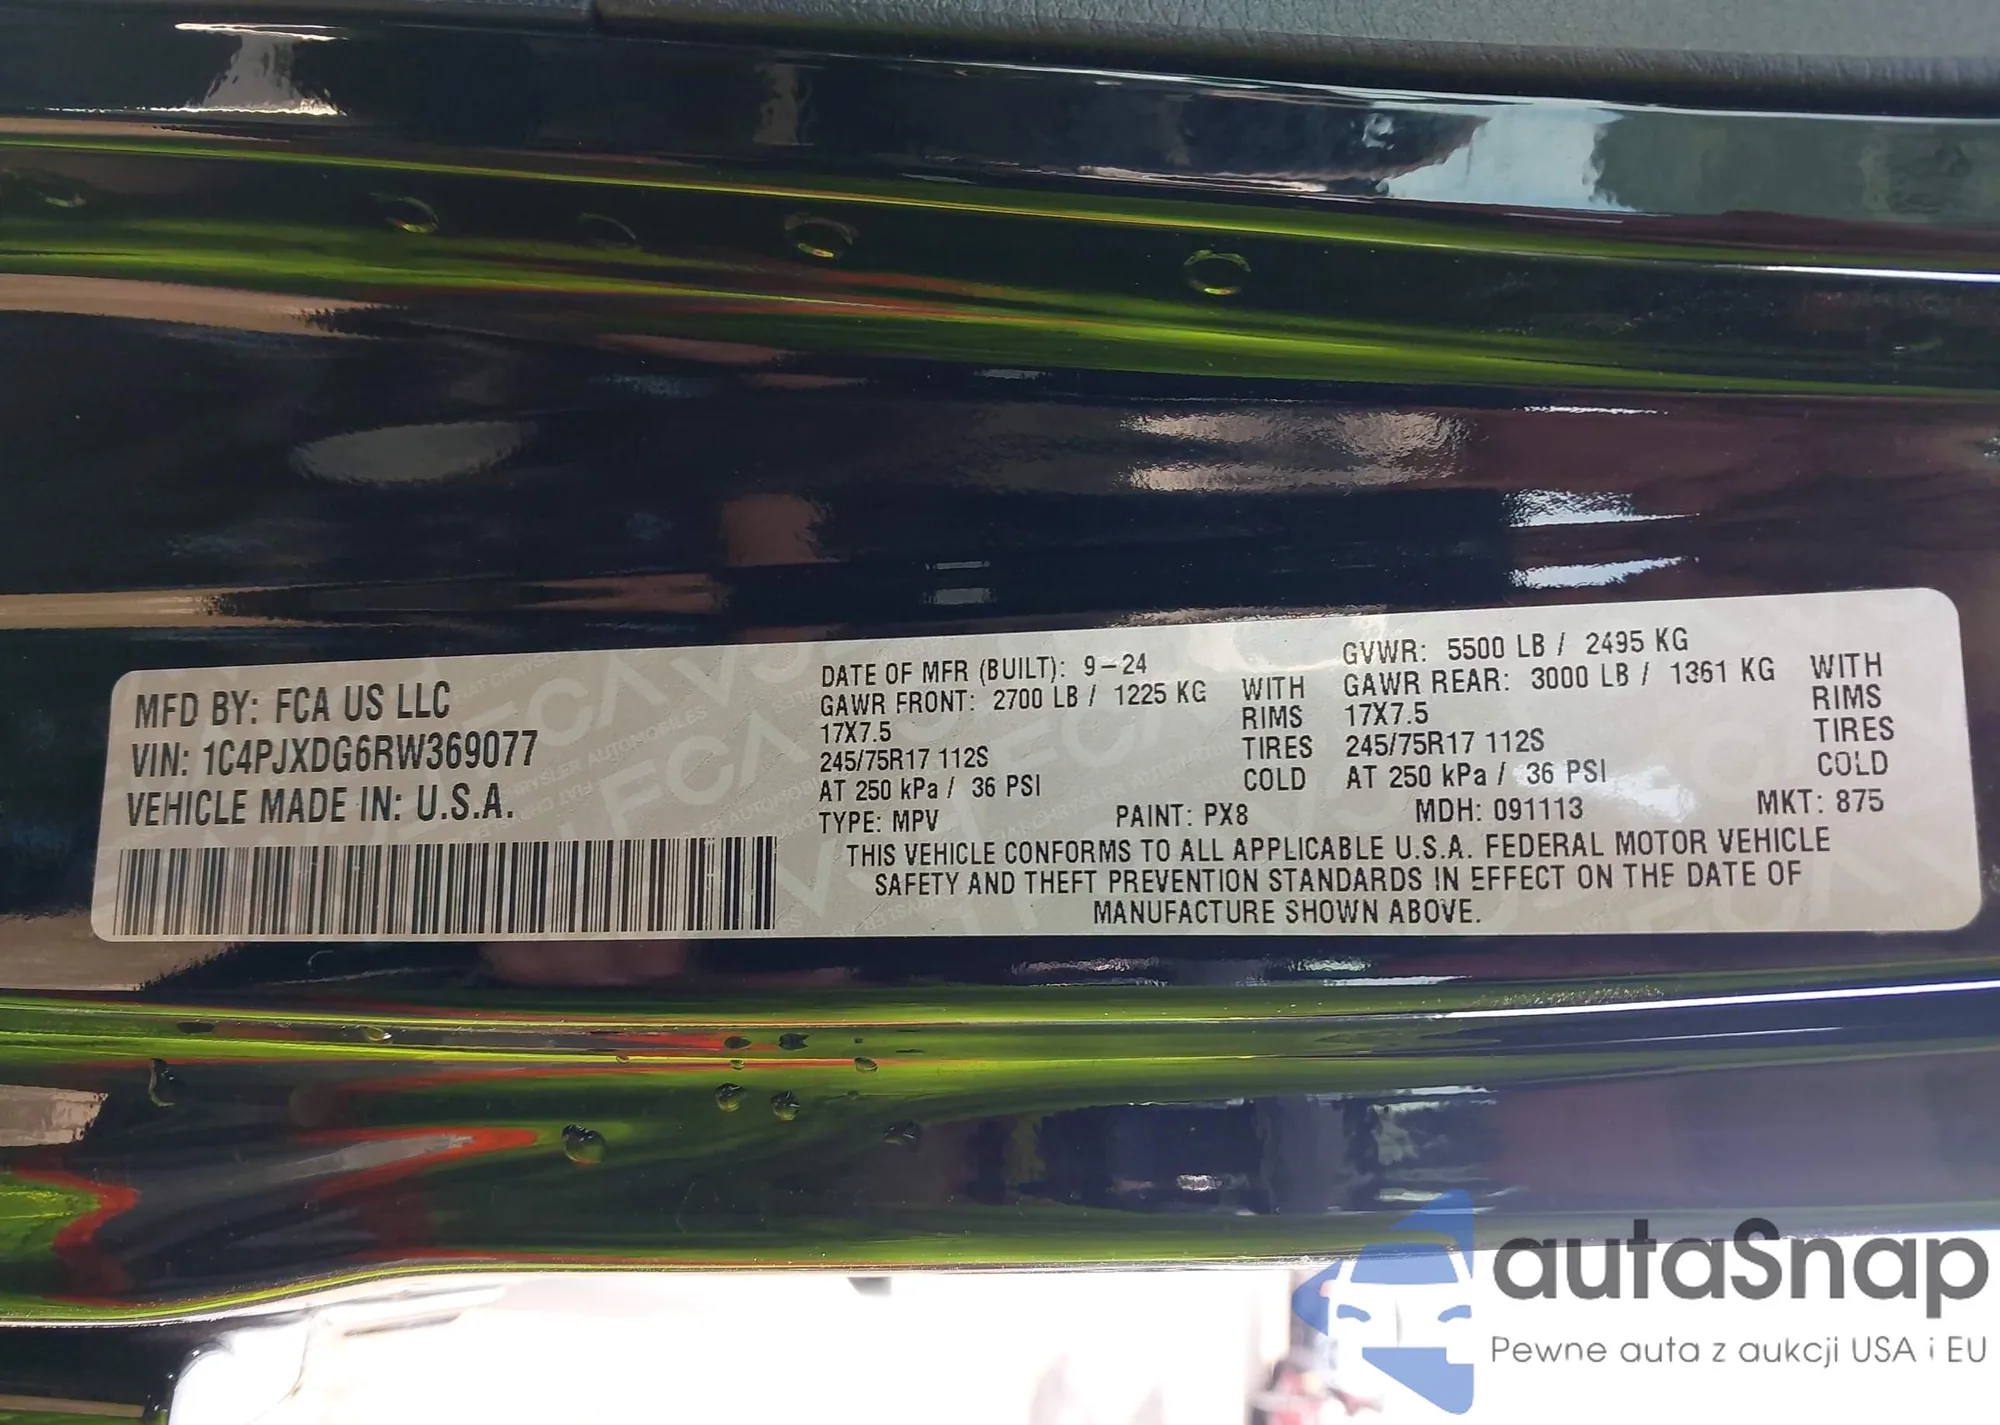 MFD BY: FCA US LLC
VIN: 1C4PJXDG6RW369077
VEHICLE MADE IN: U.S.A.
DATE OF MFR (BUILT): 9-24
GAWR FRONT: 2700 LB / 1225 KG WITH
17X7.5 RIMS
245/75R17 112S TIRES
AT 250 kPa / 36 PSI COLD
GVWR: 5500 LB / 2495 KG
GAWR REAR: 3000 LB / 1361 KG WITH
17X7.5 RIMS
245/75R17 112S TIRES
AT 250 kPa / 36 PSI COLD
TYPE: MPV PAINT: PX8 MDH: 091113 MKT: 875
THIS VEHICLE CONFORMS TO ALL APPLICABLE U.S.A. FEDERAL MOTOR VEHICLE
SAFETY AND THEFT PREVENTION STANDARDS IN EFFECT ON THE DATE OF
MANUFACTURE SHOWN ABOVE.
autaSnap
Pewne auta z aukcji USA i EU